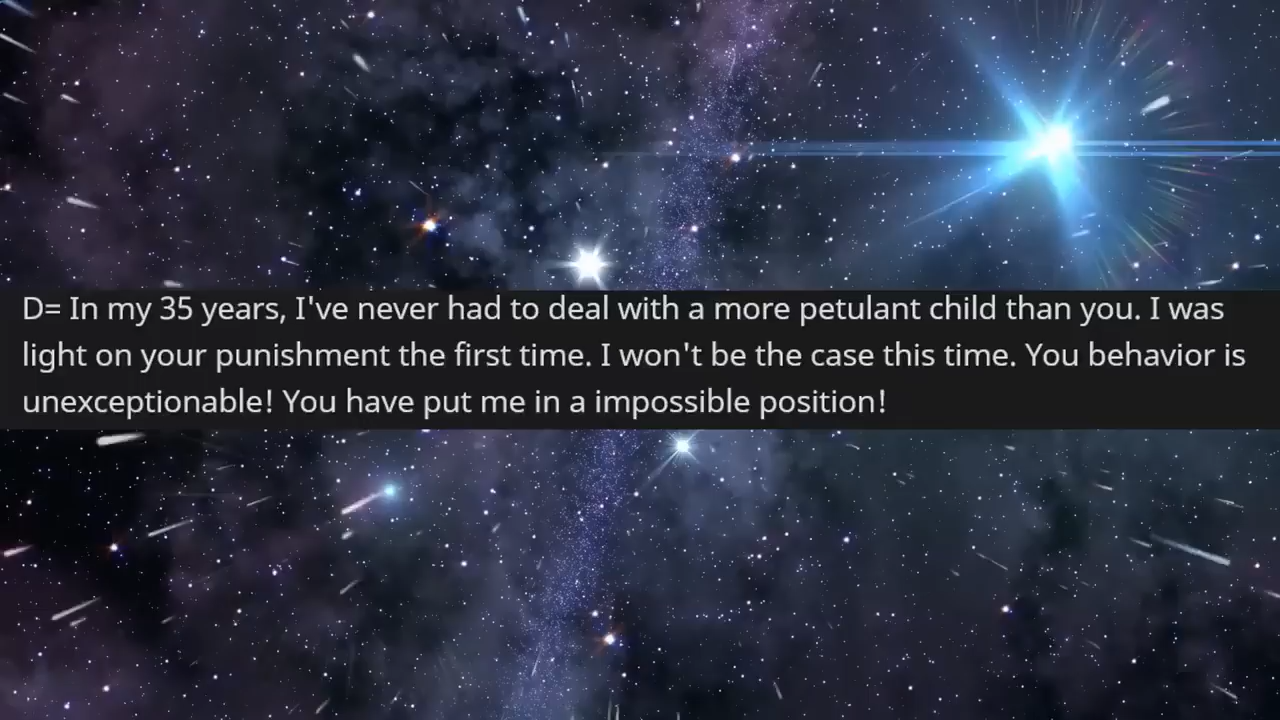 D= In my 35 years, I've never had to deal with a more petulant child than you. I was
light on your punishment the first time. I won't be the case this time. You behavior is
unexceptionable! You have put me in a impossible position!